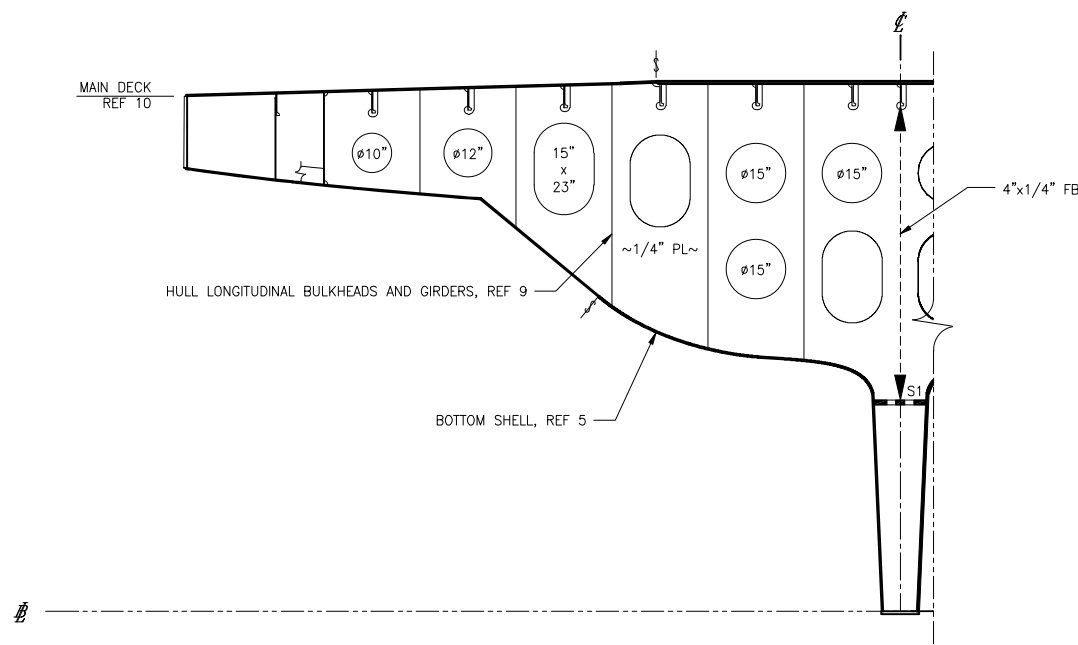 ℄
MAIN DECK
REF 10
ø10"
ø12"
15"
x
23"
ø15"
ø15"
4"x1/4" FB
~1/4" PL~
ø15"
HULL LONGITUDINAL BULKHEADS AND GIRDERS, REF 9
S1
BOTTOM SHELL, REF 5
BL